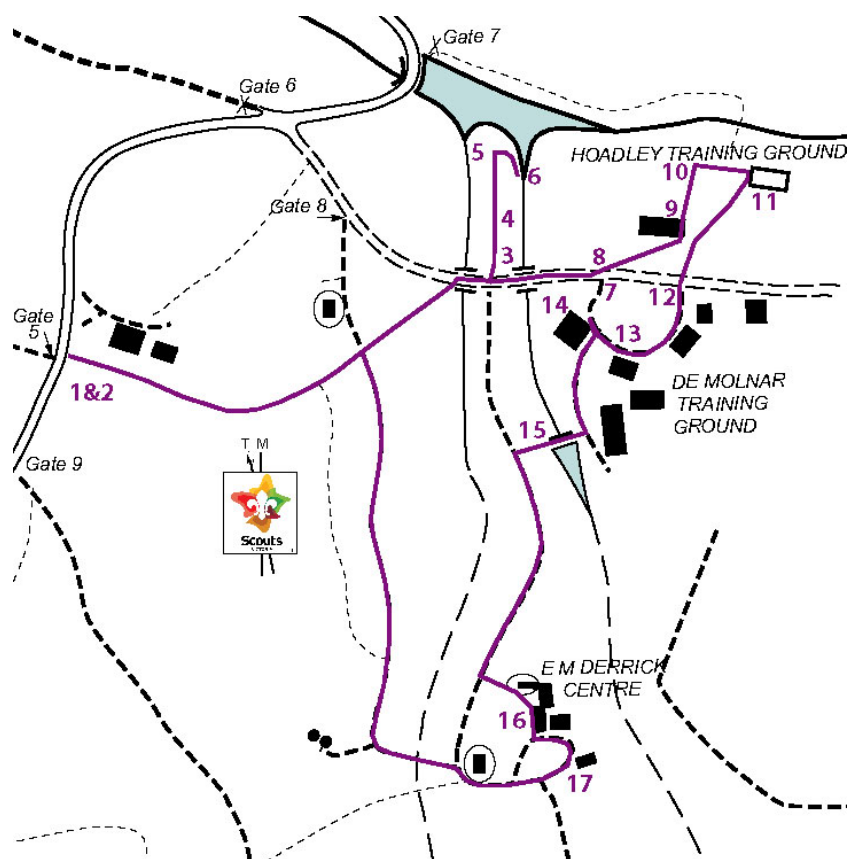 Gate 7
Gate 6
5
HOADLEY TRAINING GROUND
6
10
11
Gate 8
4
9
3
8
7
12
14
Gate
5
13
1&2
DE MOLNAR
TRAINING
GROUND
15
T M
N
Gate 9
Scouts
VICTORIA
E M DERRICK
CENTRE
16
17